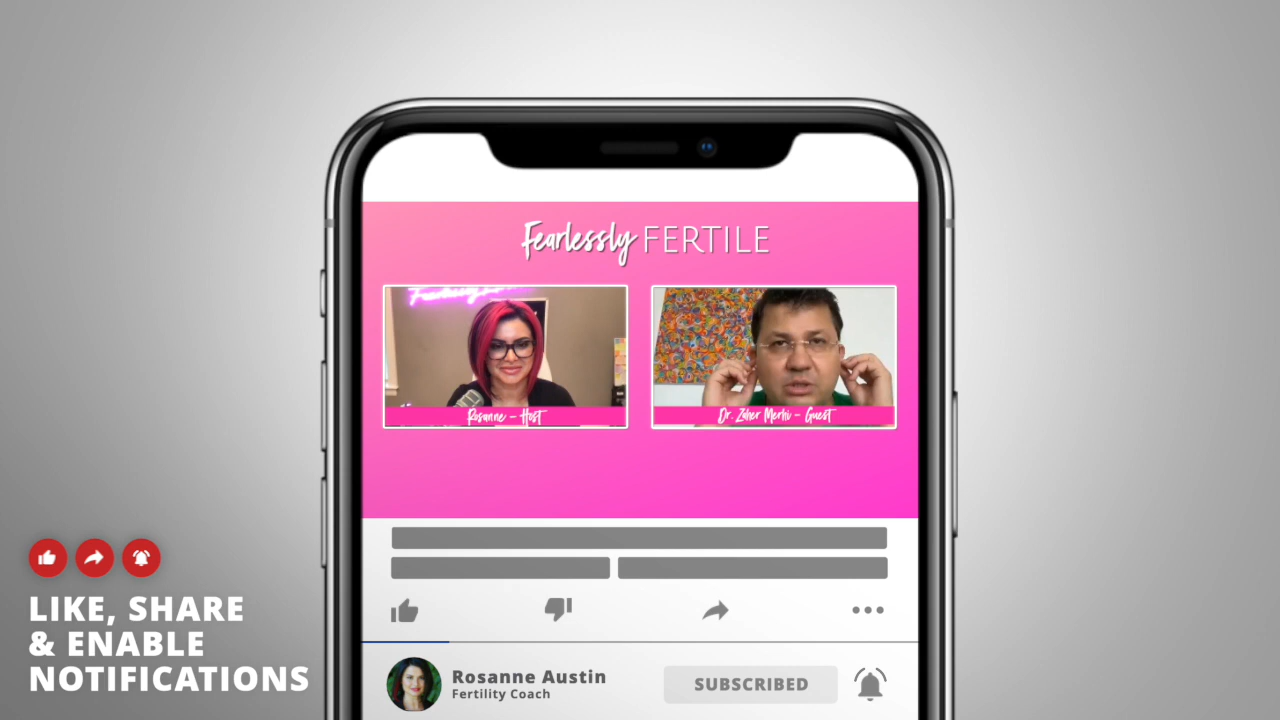 Fearlessly FERTILE
Rosanne – Host
Dr. Zaher Merhi – Guest
LIKE, SHARE
& ENABLE
NOTIFICATIONS
Rosanne Austin
Fertility Coach
SUBSCRIBED